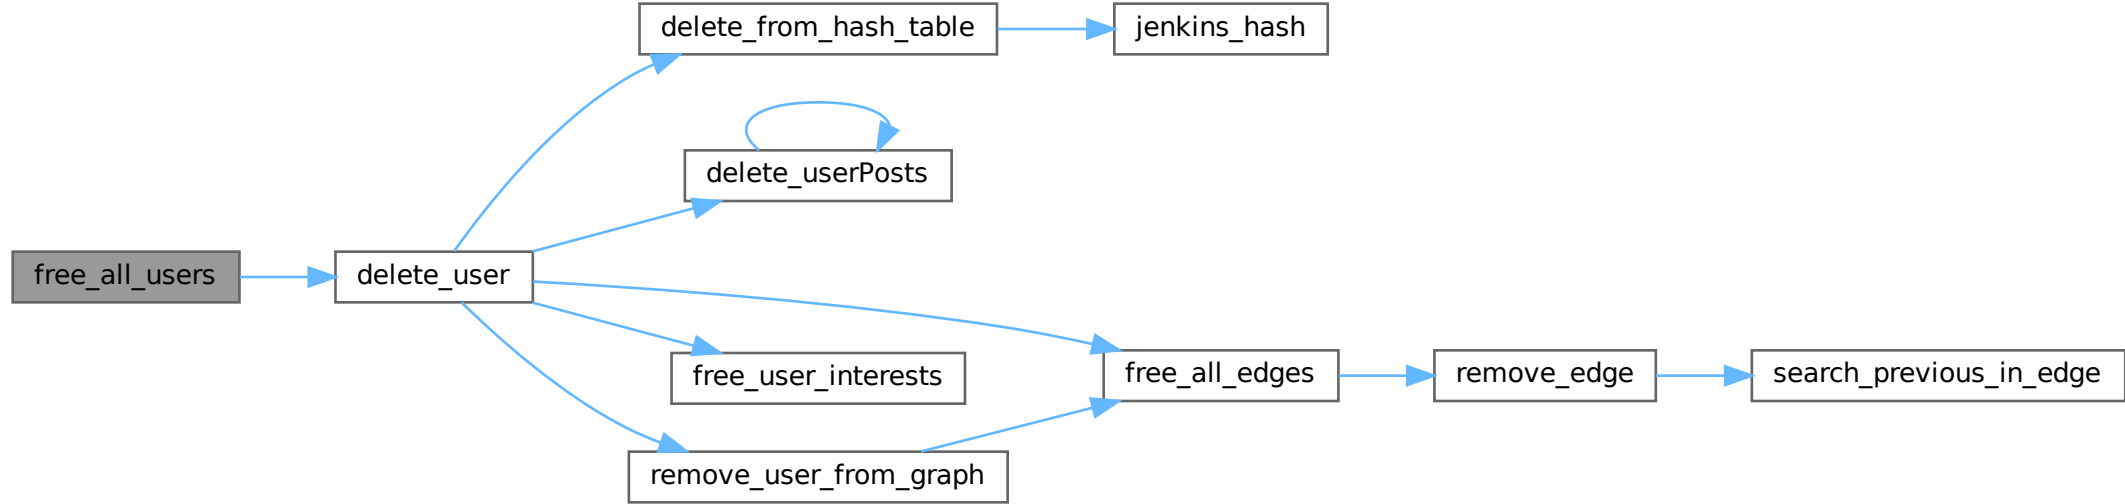 delete_from_hash_table
jenkins_hash
delete_userPosts
free_all_users
delete_user
free_user_interests
free_all_edges
remove_edge
search_previous_in_edge
remove_user_from_graph